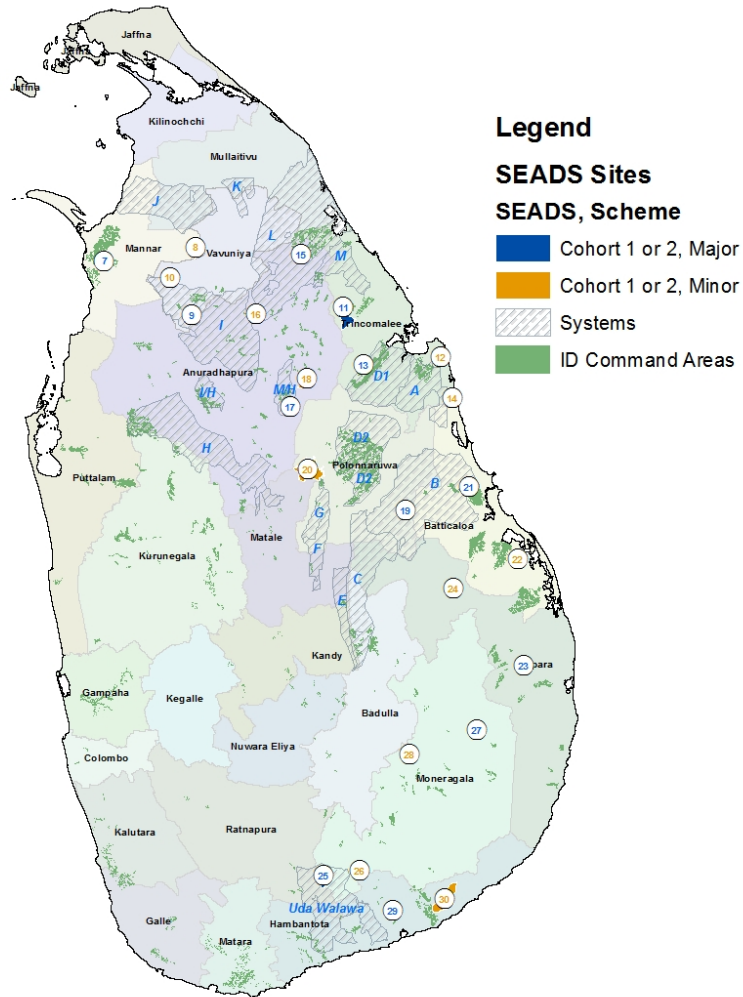 Jaffna
Jaffna
Jaffna
Kilinochchi
Mullaitivu
K
J
L
Mannar
8
Vavuniya
15
M
7
10
9
I
16
11
Trincomalee
Anuradhapura
13
D1
12
I/H
M/H
18
17
A
14
H
D2
Puttalam
20
Polonnaruwa
D2
B
21
G
19
Batticaloa
Matale
Kurunegala
F
22
C
24
E
Kandy
23
para
Gampaha
Kegalle
Badulla
27
Nuwara Eliya
Colombo
28
Moneragala
Kalutara
Ratnapura
25
26
Uda Walawa
29
30
Galle
Hambantota
Matara
Legend
SEADS Sites
SEADS, Scheme
Cohort 1 or 2, Major
Cohort 1 or 2, Minor
Systems
ID Command Areas